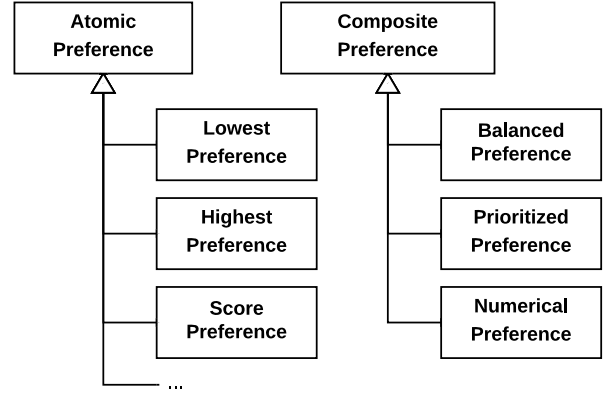 Atomic
Preference
Composite
Preference
Lowest
Preference
Highest
Preference
Score
Preference
...
Balanced
Preference
Prioritized
Preference
Numerical
Preference